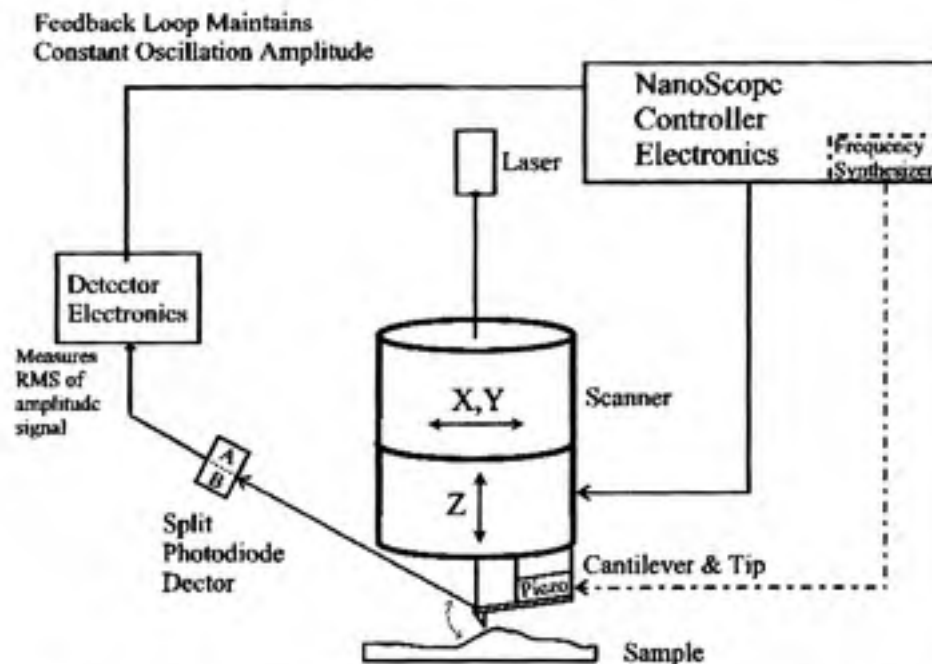 Feedback Loop Maintains
Constant Oscillation Amplitude
NanoScope
Controller
Electronics
Frequency
Synthesizer
Laser
Detector
Electronics
Measures
RMS of
amplitude
signal
X,Y
Scanner
A
B
Z
Split
Photodiode
Dector
Cantilever & Tip
Piezo
Sample